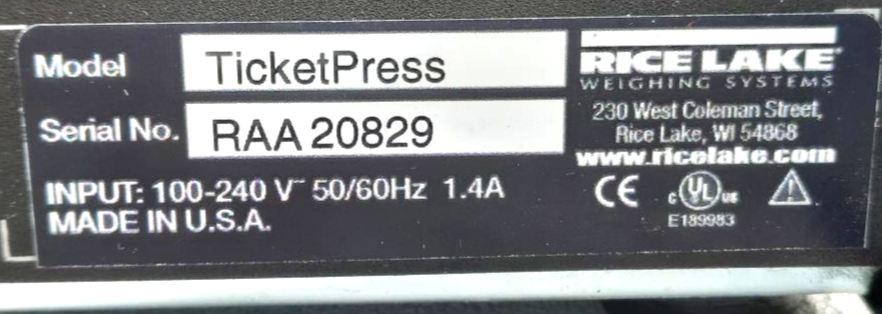 Model TicketPress
Serial No. RAA 20829
INPUT: 100-240 V~ 50/60Hz 1.4A
MADE IN U.S.A.
RICE LAKE
WEIGHING SYSTEMS
230 West Coleman Street,
Rice Lake, WI 54868
www.ricelake.com
CE c UL us
E189983